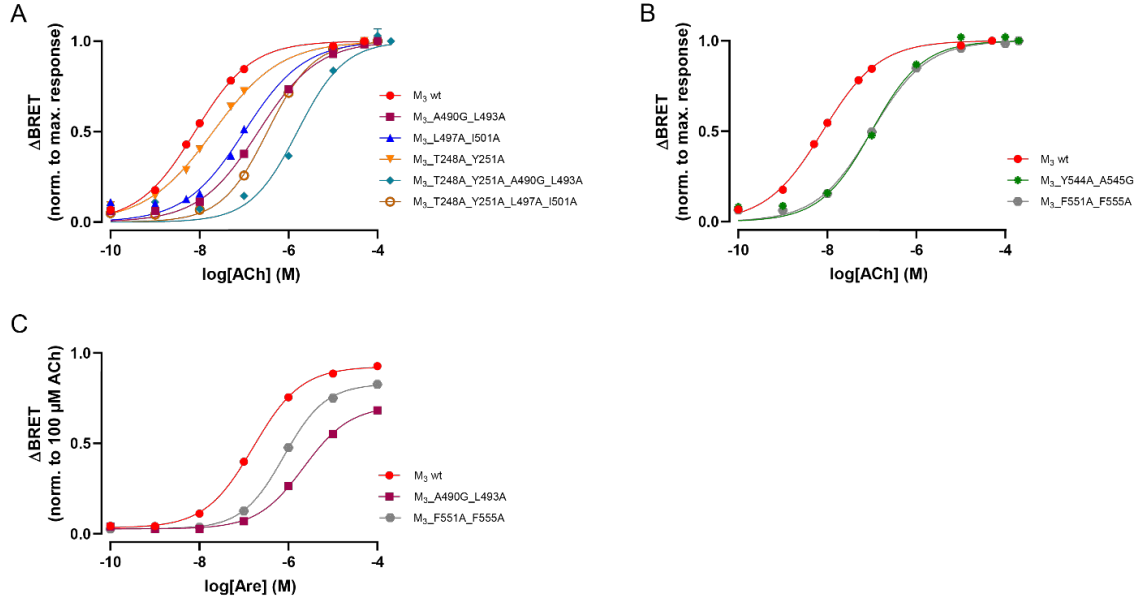 A
ΔBRET
(norm. to max. response)
1.0
0.5
0.0
-10
-8
-6
-4
log[ACh] (M)
M₃ wt
M₃_A490G_L493A
M₃_L497A_I501A
M₃_T248A_Y251A
M₃_T248A_Y251A_A490G_L493A
M₃_T248A_Y251A_L497A_I501A
B
ΔBRET
(norm. to max. response)
1.0
0.5
0.0
-10
-8
-6
-4
log[ACh] (M)
M₃ wt
M₃_Y544A_A545G
M₃_F551A_F555A
C
ΔBRET
(norm. to 100 µM ACh)
1.0
0.5
0.0
-10
-8
-6
-4
log[Are] (M)
M₃ wt
M₃_A490G_L493A
M₃_F551A_F555A